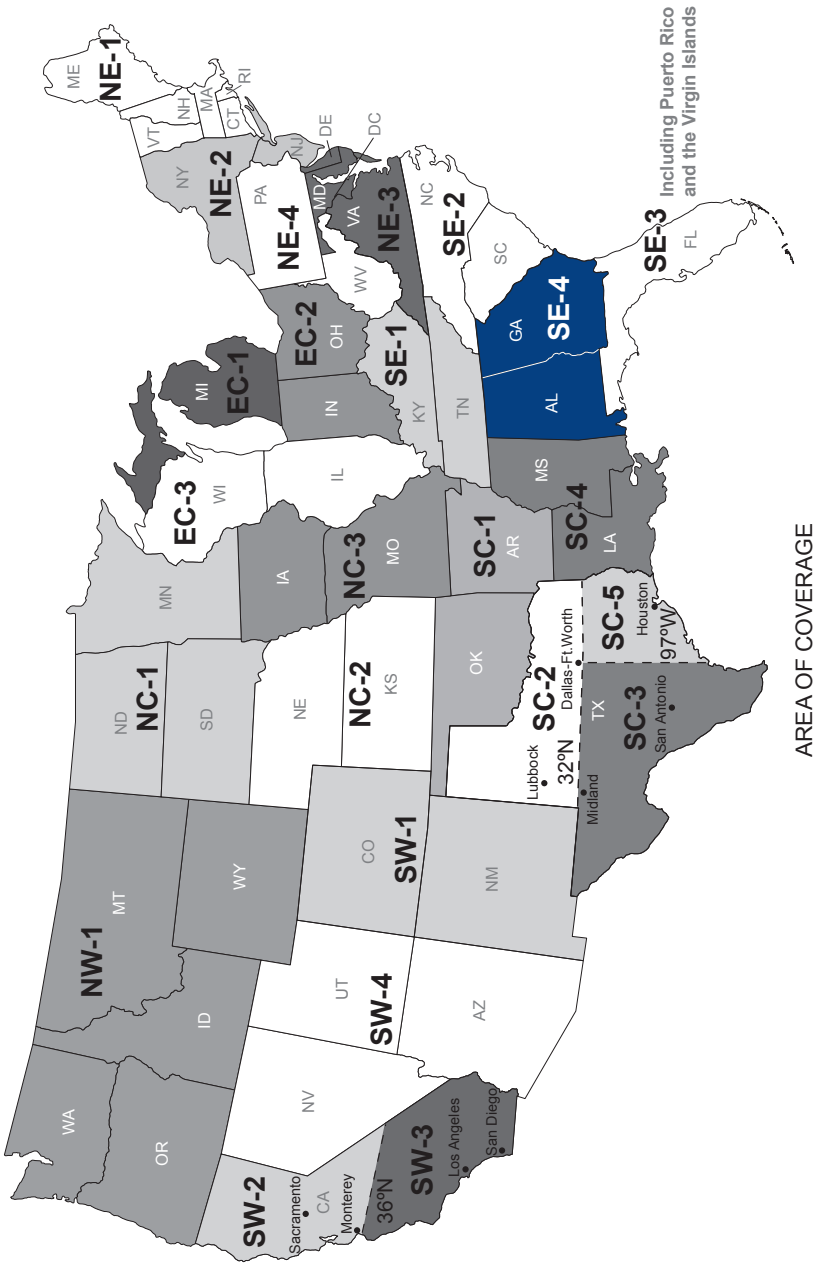 WA
OR
ID
MT
NW-1
WY
ND
NC-1
SD
MN
NE
NC-2
KS
IA
NC-3
MO
WI
EC-3
IL
MI
EC-1
IN
EC-2
OH
KY
SE-1
TN
ME
NE-1
VT
NH
MA
RI
CT
NY
NE-2
NJ
PA
NE-4
DE
MD
DC
WV
VA
NE-3
NC
SE-2
SC
GA
SE-4
AL
SE-3
FL
Including Puerto Rico
and the Virgin Islands
MS
SC-4
LA
SC-1
AR
OK
SC-2
Lubbock
Dallas-Ft.Worth
32ºN
Midland
TX
SC-3
San Antonio
SC-5
Houston
97ºW
CO
SW-1
NM
UT
SW-4
AZ
NV
SW-2
Sacramento
CA
Monterey
36ºN
SW-3
Los Angeles
San Diego
AREA OF COVERAGE